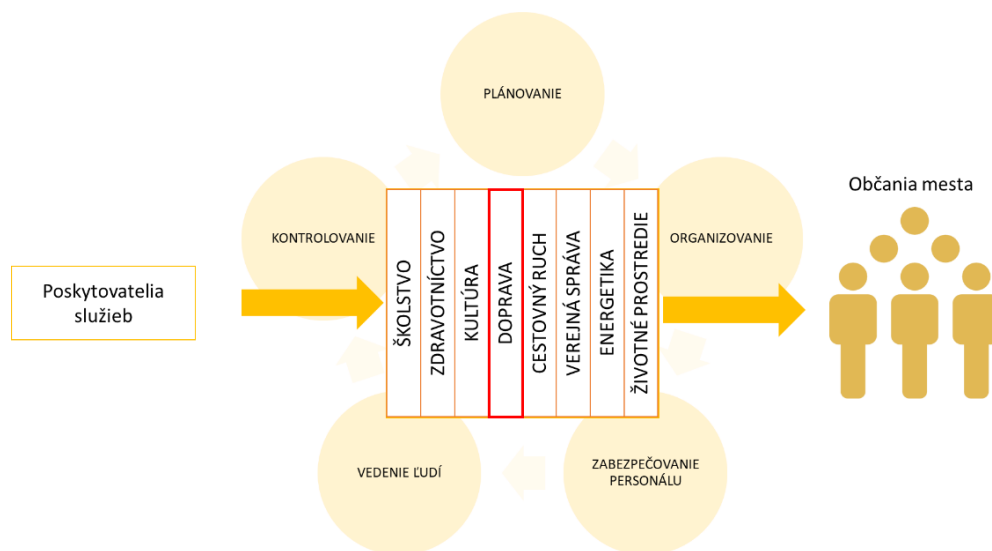 PLÁNOVANIE
KONTROLOVANIE
ORGANIZOVANIE
Občania mesta
Poskytovatelia
služieb
ŠKOLSTVO
ZDRAVOTNÍCTVO
KULTÚRA
DOPRAVA
CESTOVNÝ RUCH
VEREJNÁ SPRÁVA
ENERGETIKA
ŽIVOTNÉ PROSTREDIE
VEDENIE ĽUDÍ
ZABEZPEČOVANIE
PERSONÁLU